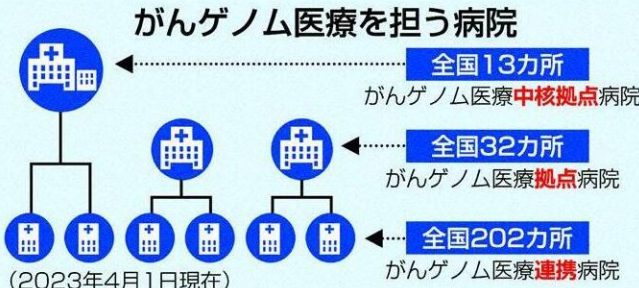 がんゲノム医療を担う病院
全国13カ所
がんゲノム医療中核拠点病院
全国32カ所
がんゲノム医療拠点病院
全国202カ所
がんゲノム医療連携病院
(2023年4月1日現在)